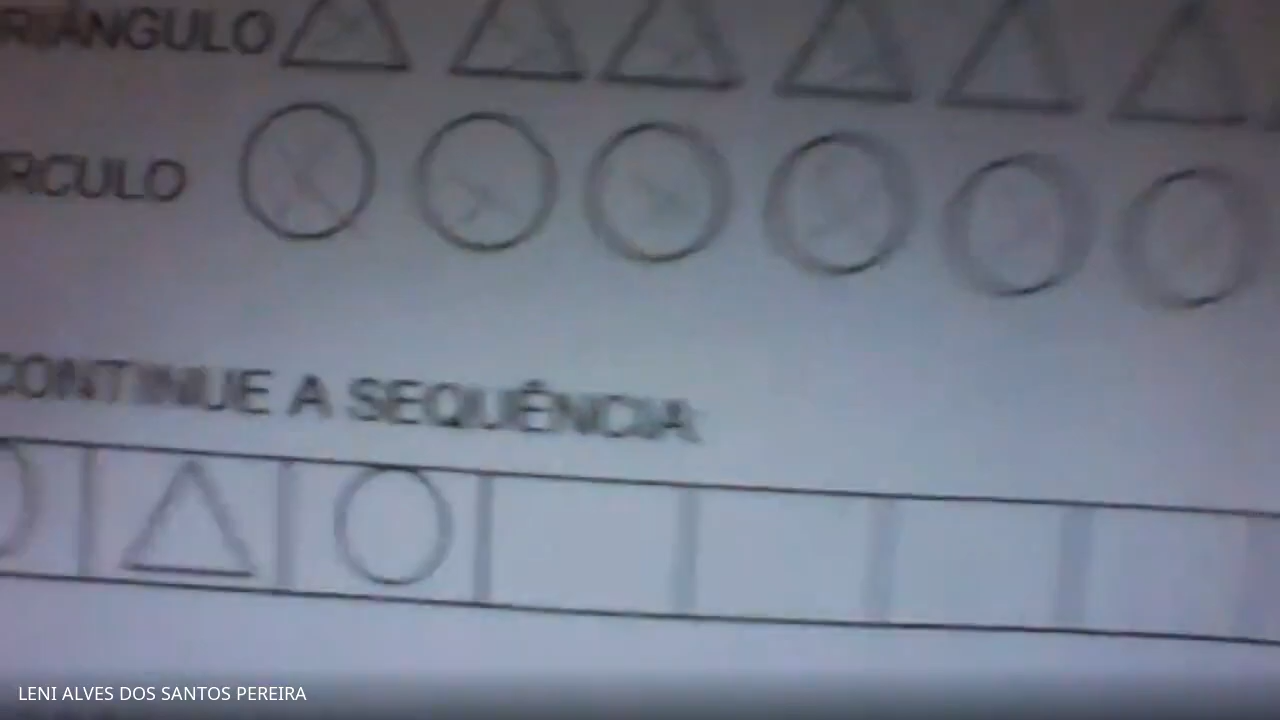 RIÂNGULO
RCULO
CONTINUE A SEQUÊNCIA:
LENI ALVES DOS SANTOS PEREIRA